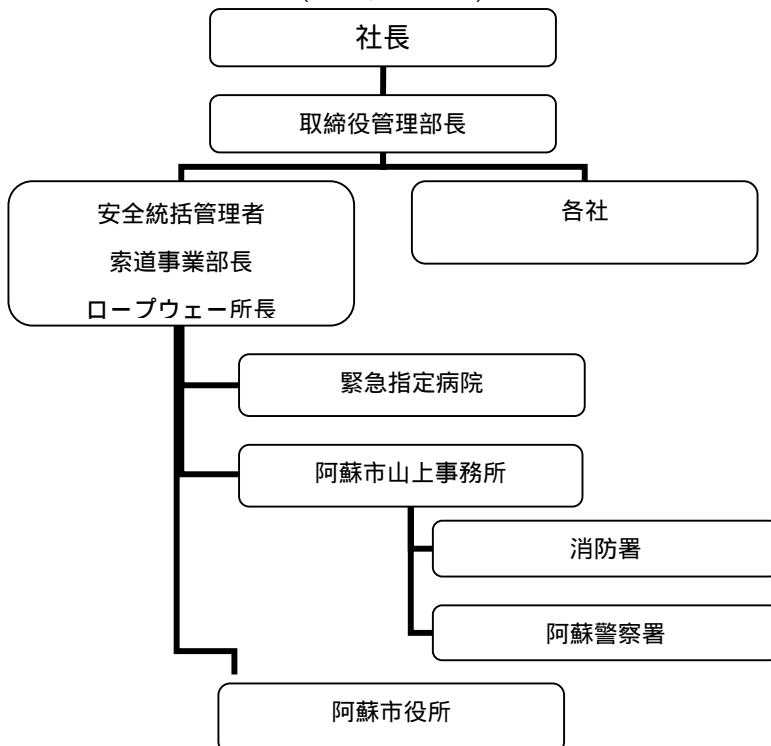 社長
取締役管理部長
安全統括管理者
索道事業部長
ロープウェー所長
各社
緊急指定病院
阿蘇市山上事務所
消防署
阿蘇警察署
阿蘇市役所